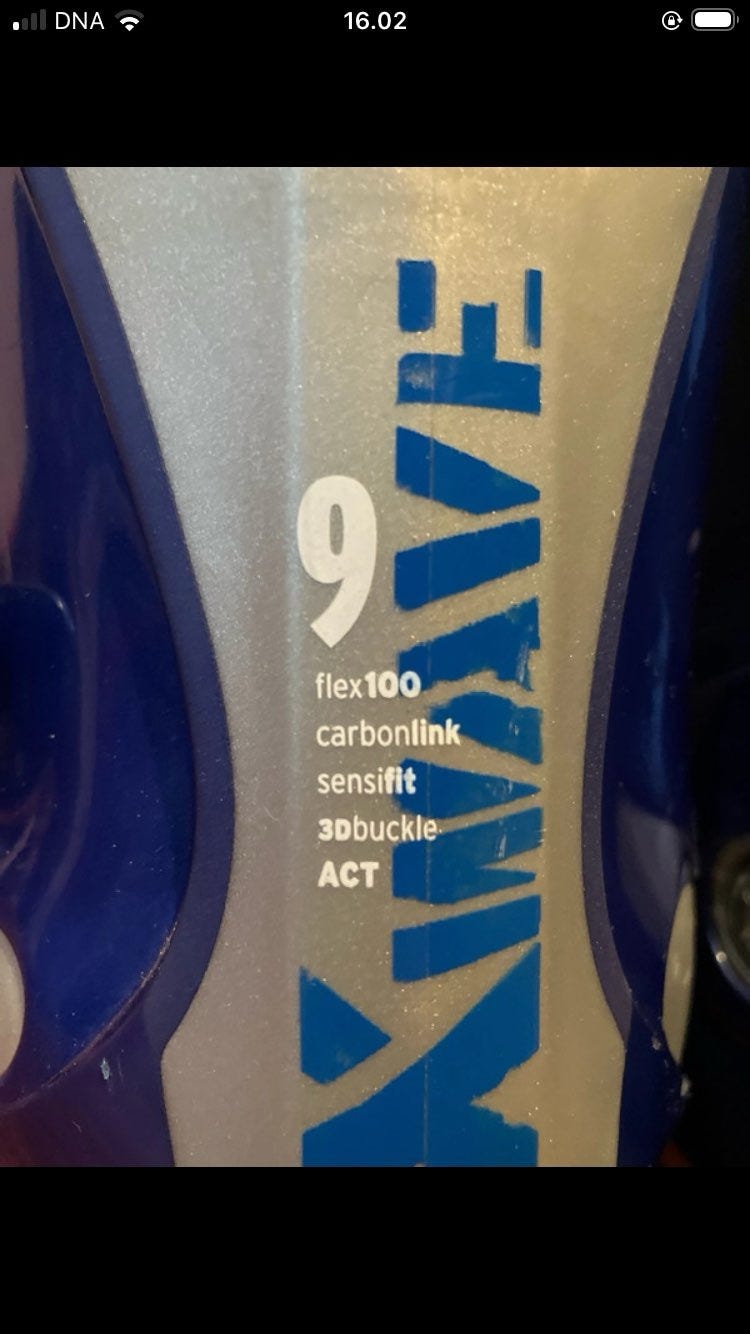 DNA 16.02
XWAVE
9
flex100
carbonlink
sensifit
3Dbuckle
ACT